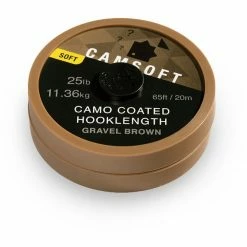 ? ?
?
SOFT
CAMSOFT
25lb
11.36kg
65ft / 20m
CAMO COATED
HOOKLENGTH
GRAVEL BROWN